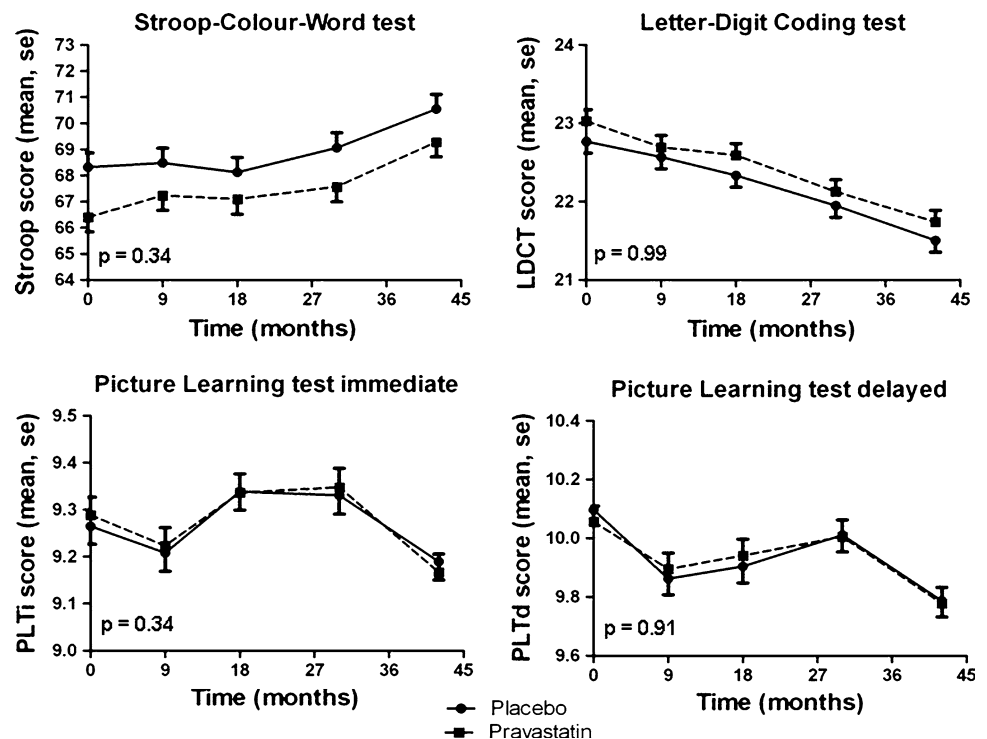 Stroop-Colour-Word test
Stroop score (mean, se)
73
72
71
70
69
68
67
66
65
64
p = 0.34
0 9 18 27 36 45
Time (months)
Letter-Digit Coding test
LDCT score (mean, se)
24
23
22
21
p = 0.99
0 9 18 27 36 45
Time (months)
Picture Learning test immediate
PLTi score (mean, se)
9.5
9.4
9.3
9.2
9.1
9.0
p = 0.34
0 9 18 27 36 45
Time (months)
Picture Learning test delayed
PLTd score (mean, se)
10.4
10.2
10.0
9.8
9.6
p = 0.91
0 9 18 27 36 45
Time (months)
Placebo
Pravastatin